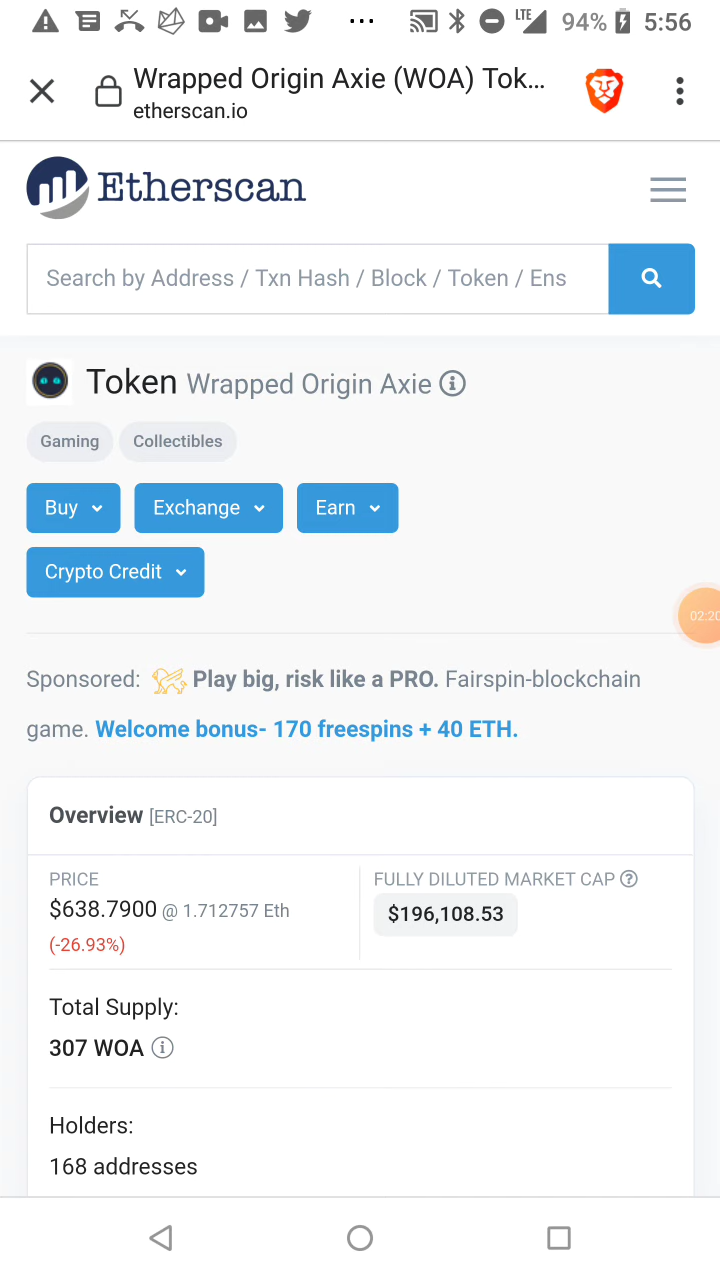 LTE 94% 5:56
Wrapped Origin Axie (WOA) Tok...
etherscan.io
Etherscan
Search by Address / Txn Hash / Block / Token / Ens
Token Wrapped Origin Axie
Gaming Collectibles
Buy Exchange Earn
Crypto Credit
02:20
Sponsored: Play big, risk like a PRO. Fairspin-blockchain
game. Welcome bonus- 170 freespins + 40 ETH.
Overview [ERC-20]
PRICE
$638.7900 @ 1.712757 Eth
(-26.93%)
FULLY DILUTED MARKET CAP
$196,108.53
Total Supply:
307 WOA
Holders:
168 addresses